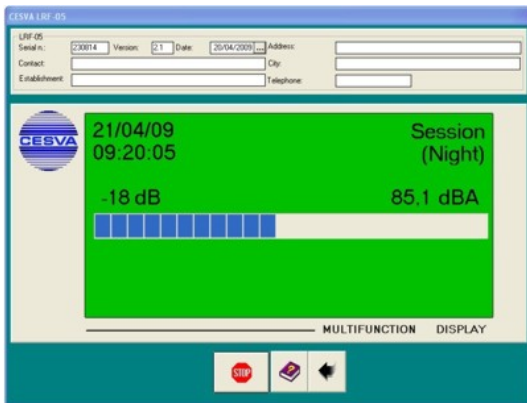 CESVA LRF-05
LRF-05
Serial n.: 230814 Version: 2.1 Date: 20/04/2009 ... Address:
Contact: City:
Establishment: Telephone:
CESVA
21/04/09 Session
09:20:05 (Night)
-18 dB 85,1 dBA
MULTIFUNCTION DISPLAY
STOP
?